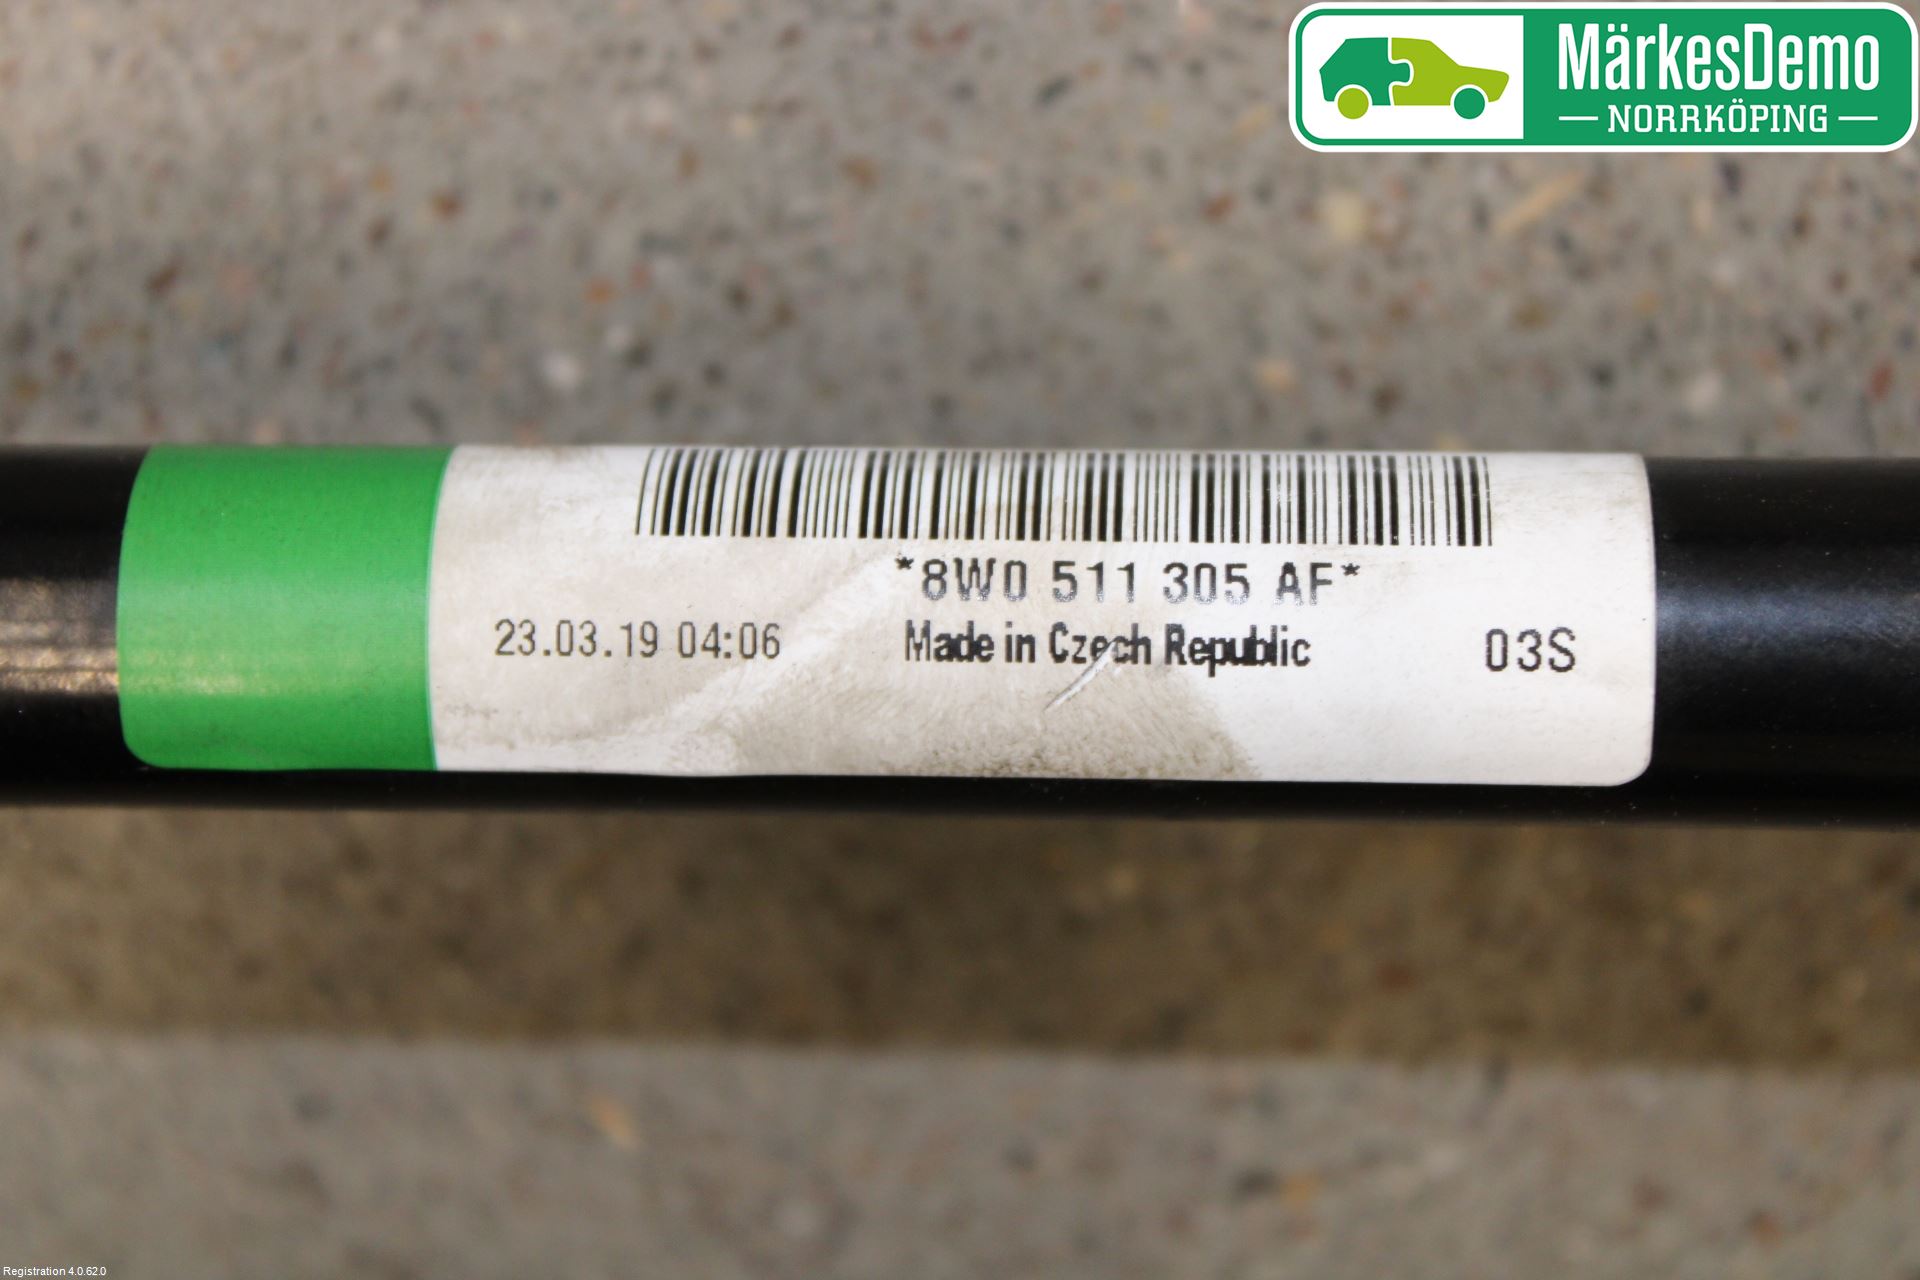 MärkesDemo
NORRKÖPING
*8W0 511 305 AF*
23.03.19 04:06 Made in Czech Republic 03S
Registration 4.0.62.0